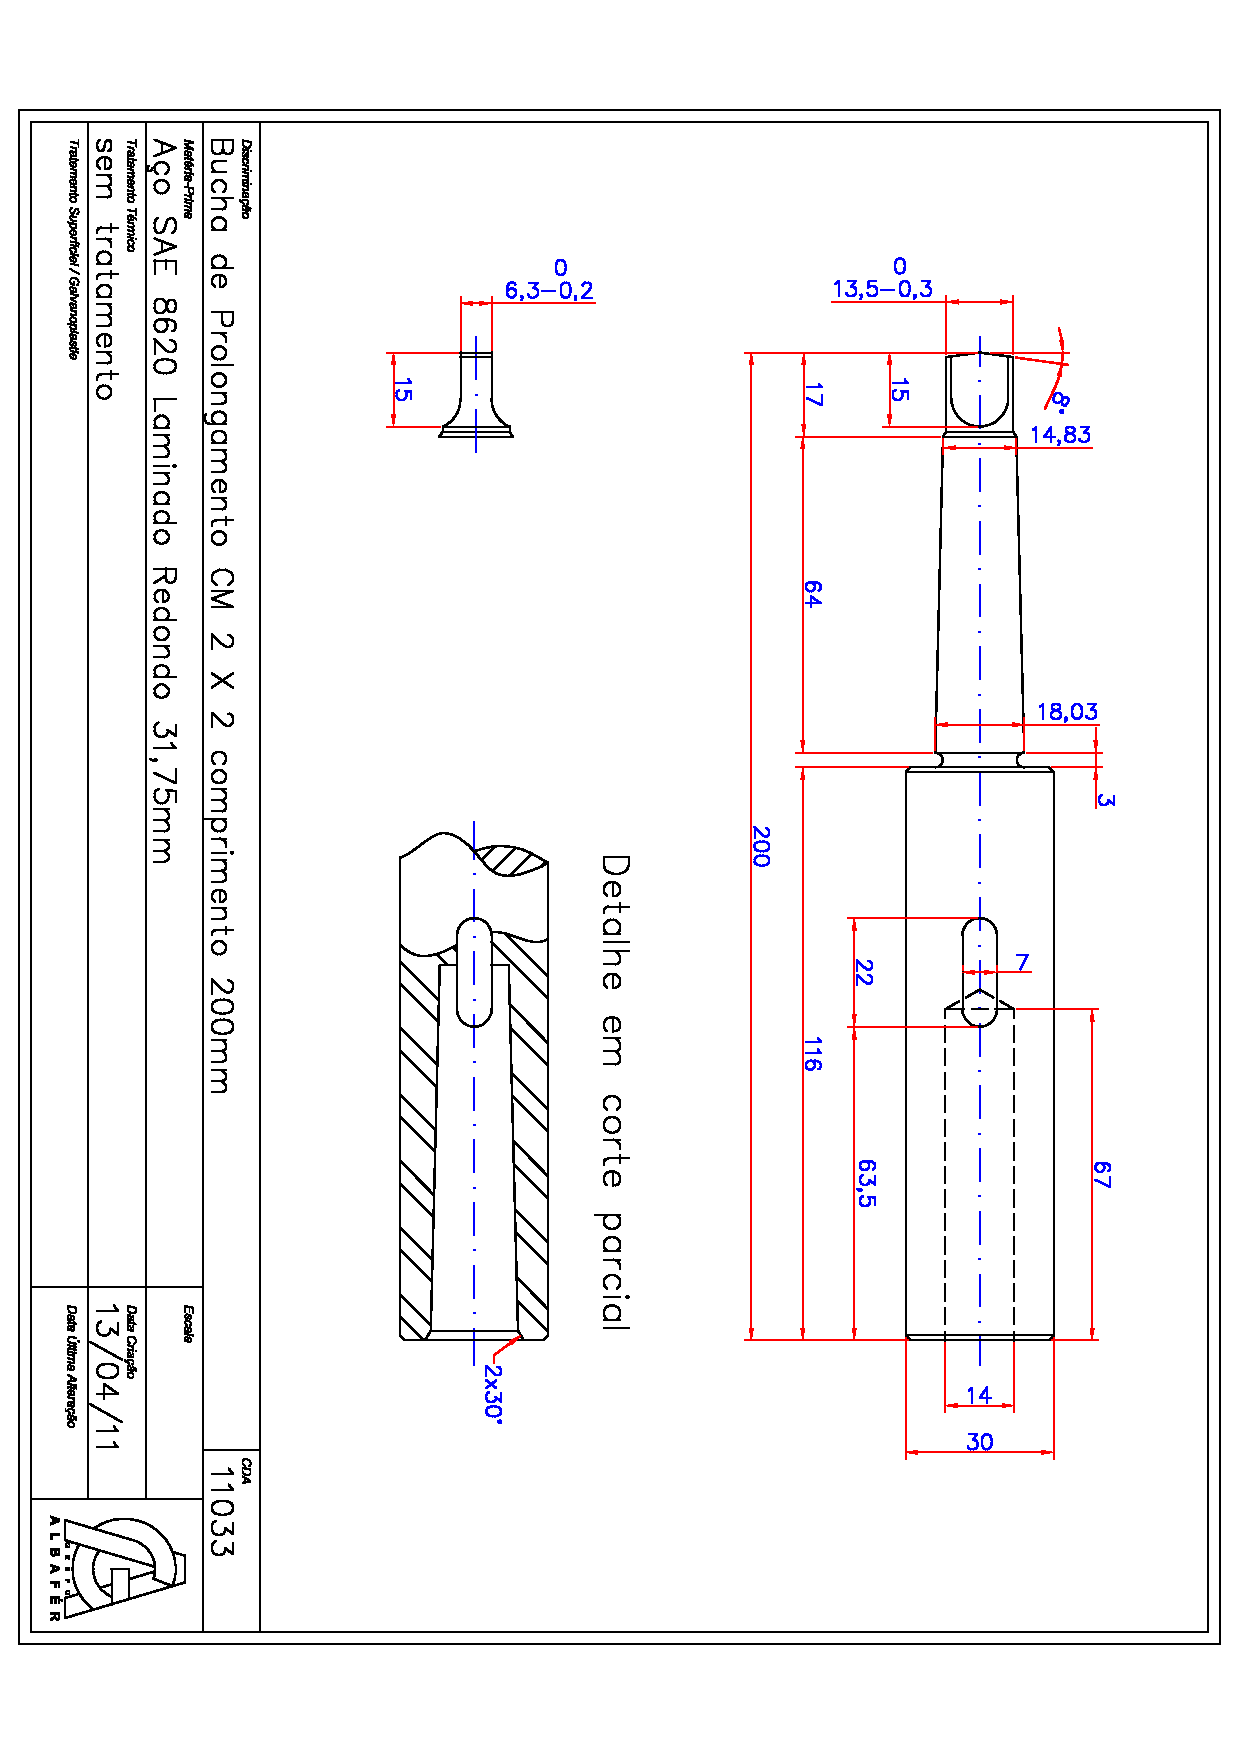 0
13,5-0,3
8°
15
17
14,83
64
18,03
3
200
22
7
116
63,5
67
14
30
0
6,3-0,2
15
Detalhe em corte parcial
2x30°
Discriminação
Bucha de Prolongamento CM 2 X 2 comprimento 200mm
CDA
11033
Matéria-Prima
Aço SAE 8620 Laminado Redondo 31,75mm
Escala
Tratamento Térmico
sem tratamento
Data Criação
13/04/11
Tratamento Superficial / Galvanoplastia
Data Última Alteração
ALBAFÉR